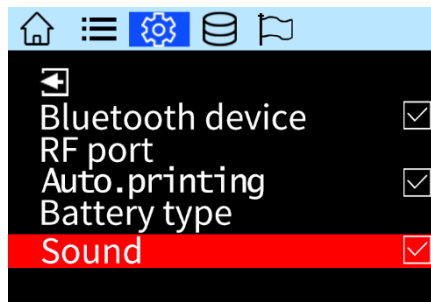 Bluetooth device
RF port
Auto.printing
Battery type
Sound